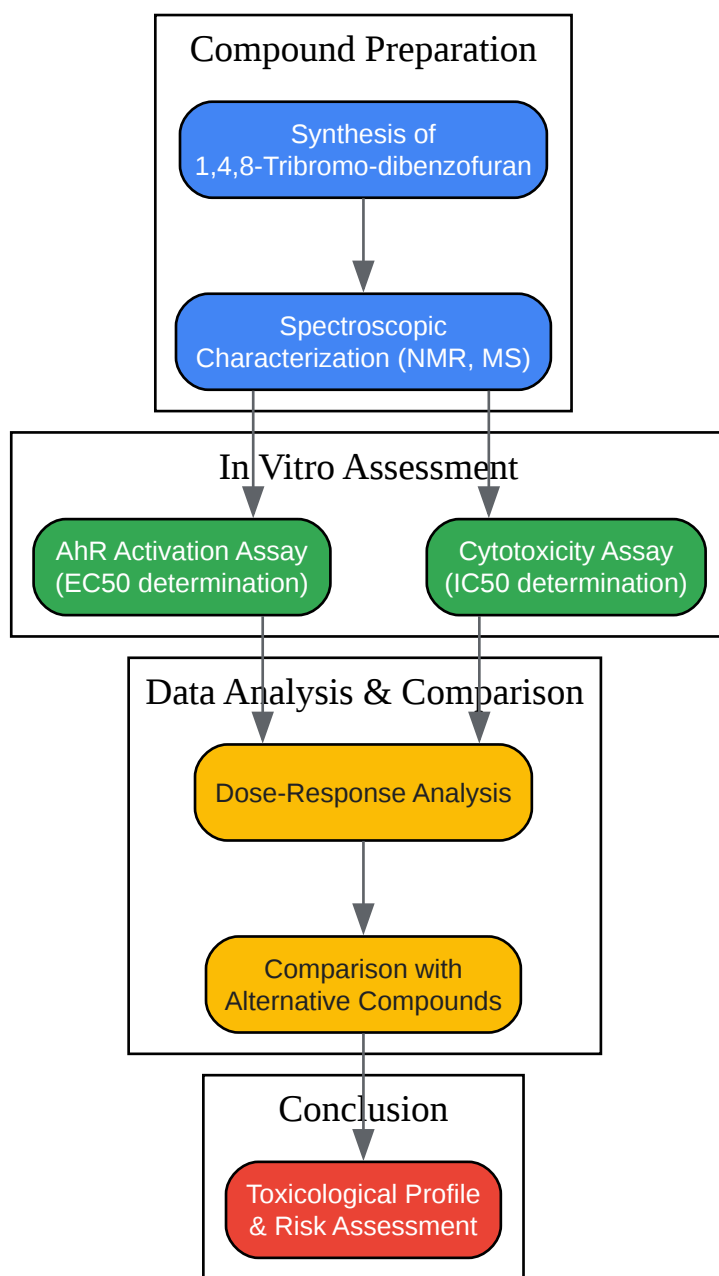 Compound Preparation
Synthesis of
1,4,8-Tribromo-dibenzofuran
Spectroscopic
Characterization (NMR, MS)
In Vitro Assessment
AhR Activation Assay
(EC50 determination)
Cytotoxicity Assay
(IC50 determination)
Data Analysis & Comparison
Dose-Response Analysis
Comparison with
Alternative Compounds
Conclusion
Toxicological Profile
& Risk Assessment